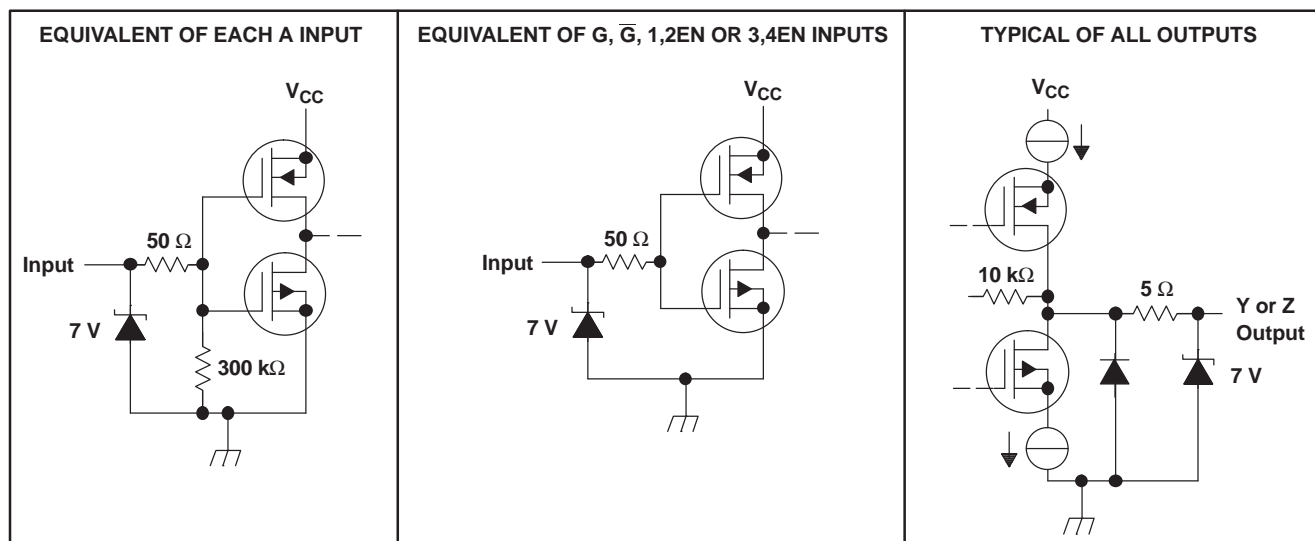 EQUIVALENT OF EACH A INPUT
VCC
50 Ω
Input
7 V
300 kΩ
EQUIVALENT OF G, G̅, 1,2EN OR 3,4EN INPUTS
VCC
50 Ω
Input
7 V
TYPICAL OF ALL OUTPUTS
VCC
10 kΩ
5 Ω
Y or Z
Output
7 V